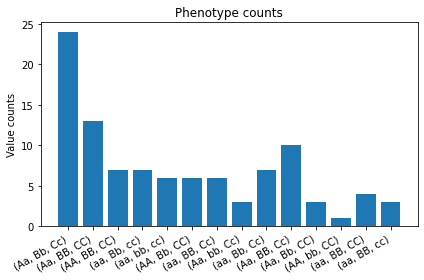 Phenotype counts
Value counts
25
20
15
10
5
0
(Aa, Bb, Cc)
(Aa, BB, CC)
(AA, BB, CC)
(aa, Bb, cc)
(aa, bb, cc)
(AA, Bb, CC)
(aa, BB, Cc)
(Aa, bb, Cc)
(aa, Bb, Cc)
(Aa, BB, Cc)
(Aa, Bb, CC)
(AA, bb, CC)
(aa, BB, CC)
(aa, BB, cc)